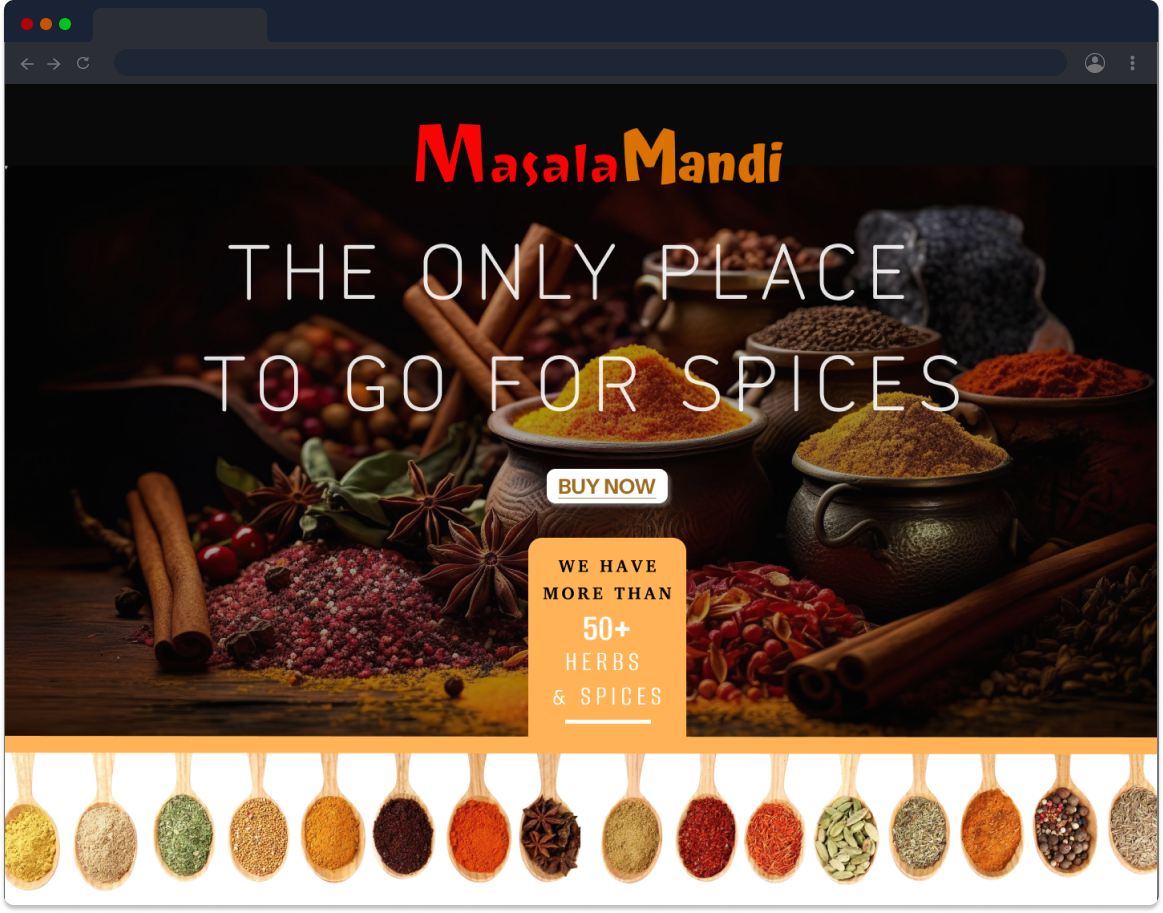 MasalaMandi
THE ONLY PLACE
TO GO FOR SPICES
BUY NOW
WE HAVE
MORE THAN
50+
HERBS
& SPICES